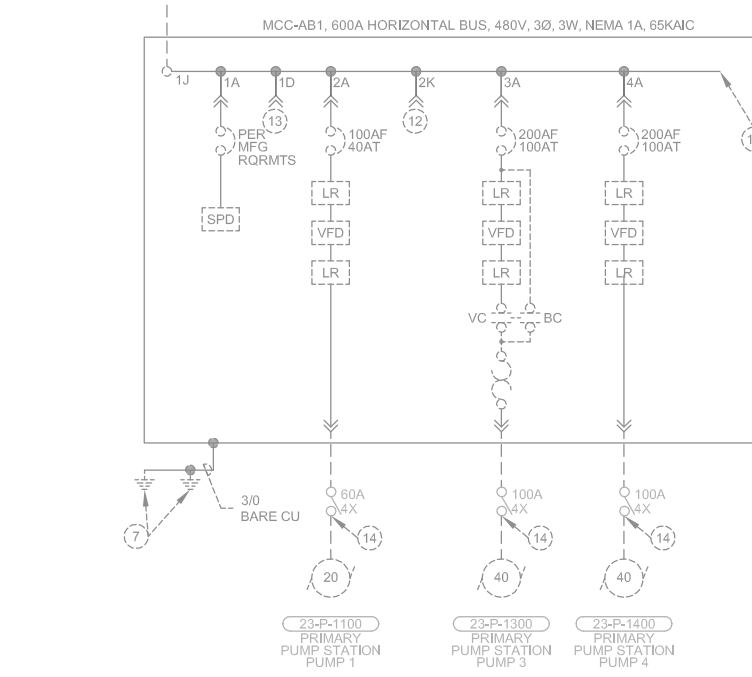 MCC-AB1, 600A HORIZONTAL BUS, 480V, 3Ø, 3W, NEMA 1A, 65KAIC
1J
1A
1D
2A
2K
3A
4A
13
12
1
PER
MFG
RQRMTS
100AF
40AT
200AF
100AT
200AF
100AT
LR
LR
LR
SPD
VFD
VFD
VFD
LR
LR
LR
VC
BC
3/0
BARE CU
60A
4X
100A
4X
100A
4X
7
14
14
14
20
40
40
23-P-1100
PRIMARY
PUMP STATION
PUMP 1
23-P-1300
PRIMARY
PUMP STATION
PUMP 3
23-P-1400
PRIMARY
PUMP STATION
PUMP 4